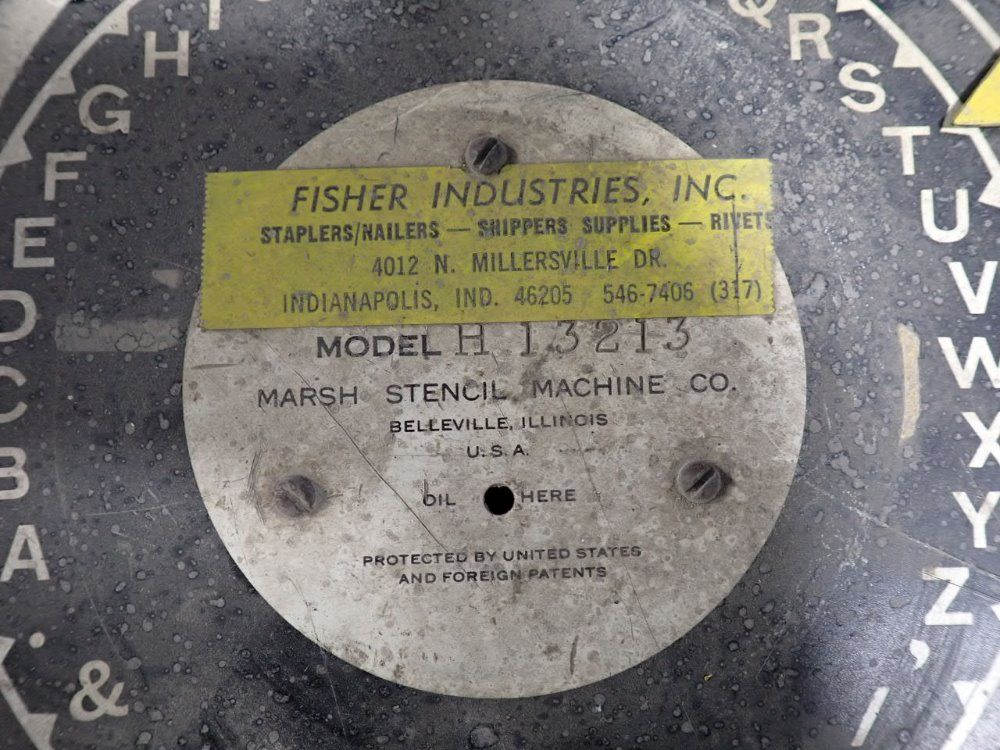 FISHER INDUSTRIES, INC.
STAPLERS/NAILERS — SHIPPERS SUPPLIES — RIVETS
4012 N. MILLERSVILLE DR.
INDIANAPOLIS, IND. 46205 546-7406 (317)
MODEL H 13213
MARSH STENCIL MACHINE CO.
BELLEVILLE, ILLINOIS
U.S.A.
OIL HERE
PROTECTED BY UNITED STATES
AND FOREIGN PATENTS
&
.
A
B
C
D
E
F
G
H
Q
R
S
T
U
V
W
X
Y
Z
,